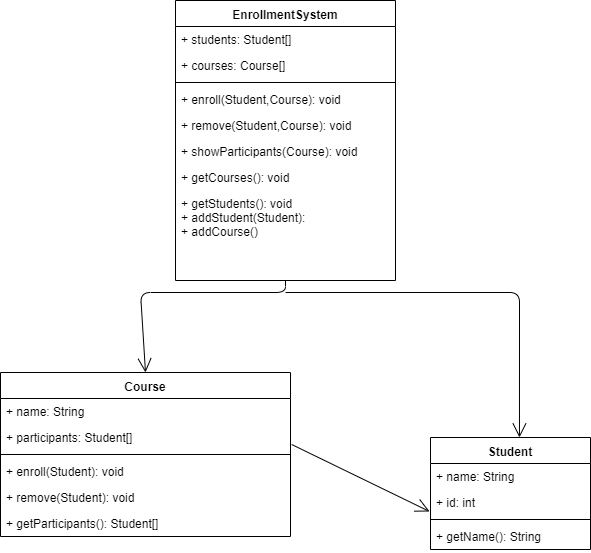 EnrollmentSystem
+ students: Student[]
+ courses: Course[]
+ enroll(Student,Course): void
+ remove(Student,Course): void
+ showParticipants(Course): void
+ getCourses(): void
+ getStudents(): void
+ addStudent(Student):
+ addCourse()
Course
+ name: String
+ participants: Student[]
+ enroll(Student): void
+ remove(Student): void
+ getParticipants(): Student[]
Student
+ name: String
+ id: int
+ getName(): String